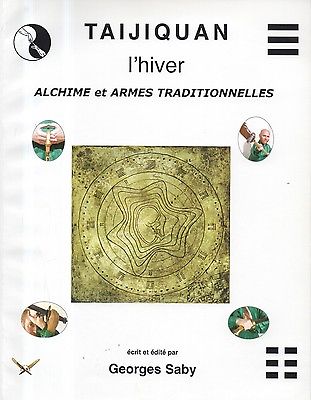 TAIJIQUAN
l'hiver
ALCHIME et ARMES TRADITIONNELLES
écrit et édité par
Georges Saby